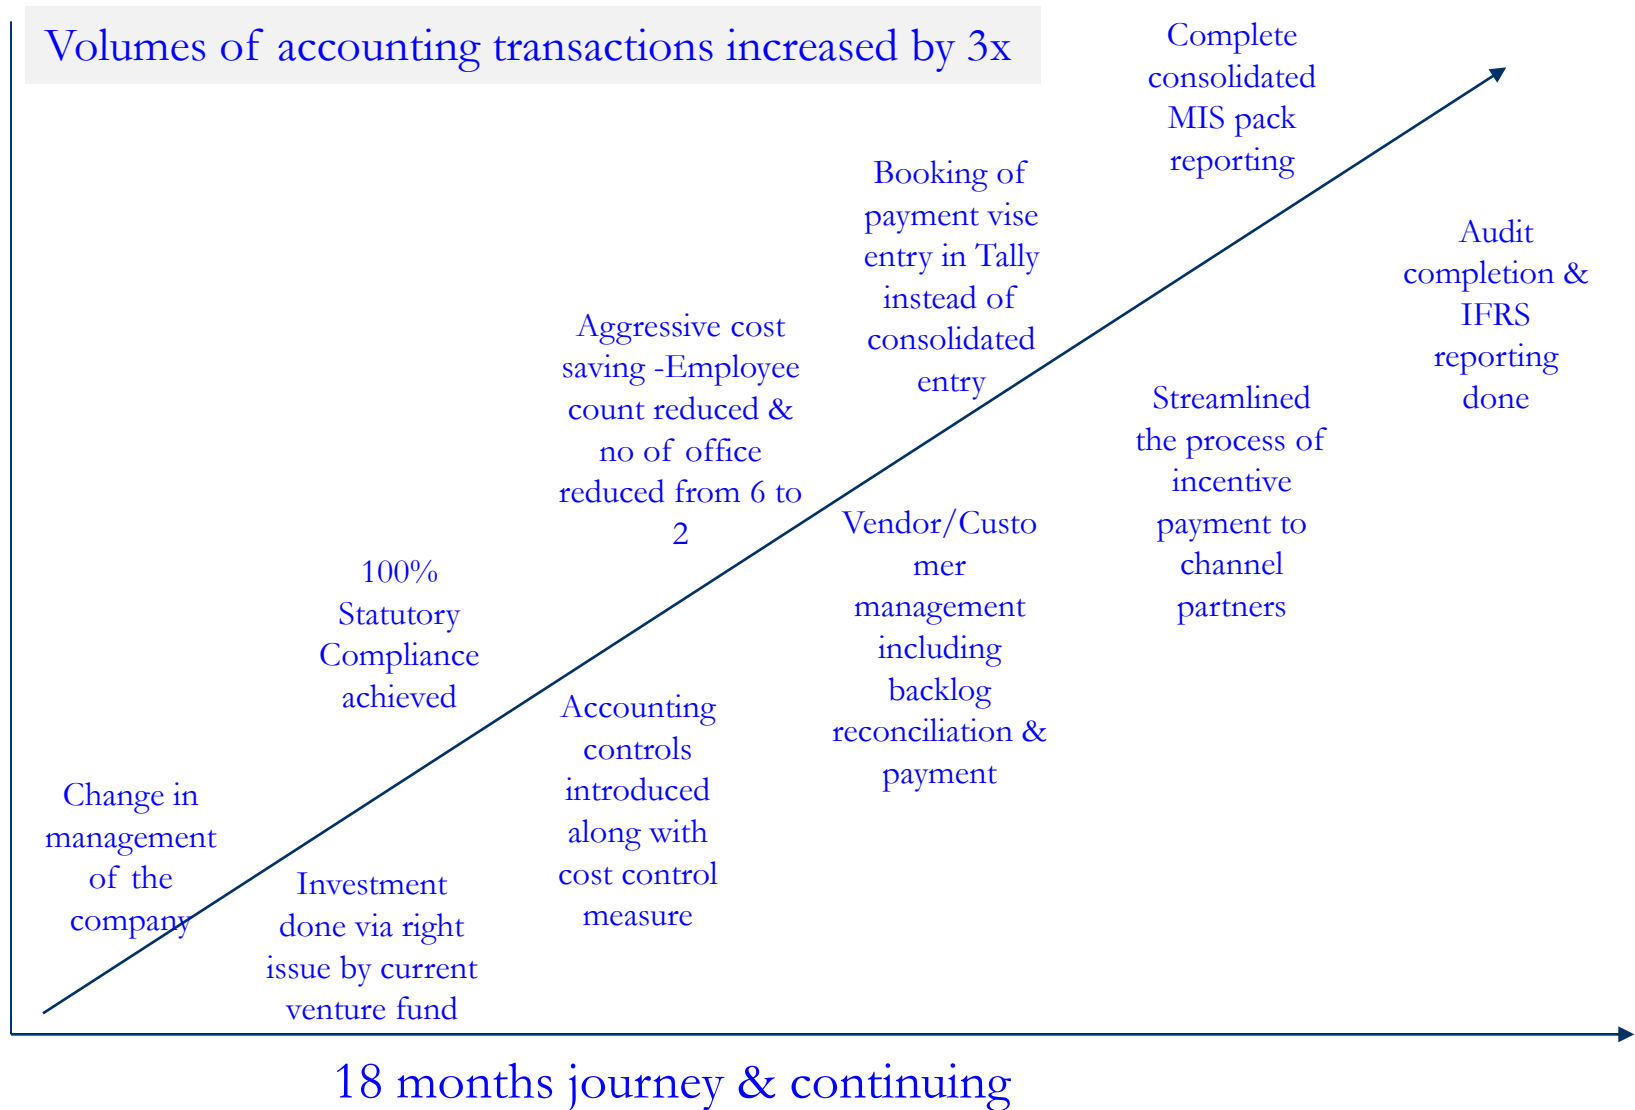 Volumes of accounting transactions increased by 3x
Complete
consolidated
MIS pack
reporting
Booking of
payment vise
entry in Tally
instead of
consolidated
entry
Audit
completion &
IFRS
reporting
done
Aggressive cost
saving -Employee
count reduced &
no of office
reduced from 6 to
2
Streamlined
the process of
incentive
payment to
channel
partners
Vendor/Custo
mer
management
including
backlog
reconciliation &
payment
100%
Statutory
Compliance
achieved
Accounting
controls
introduced
along with
cost control
measure
Change in
management
of the
company
Investment
done via right
issue by current
venture fund
18 months journey & continuing